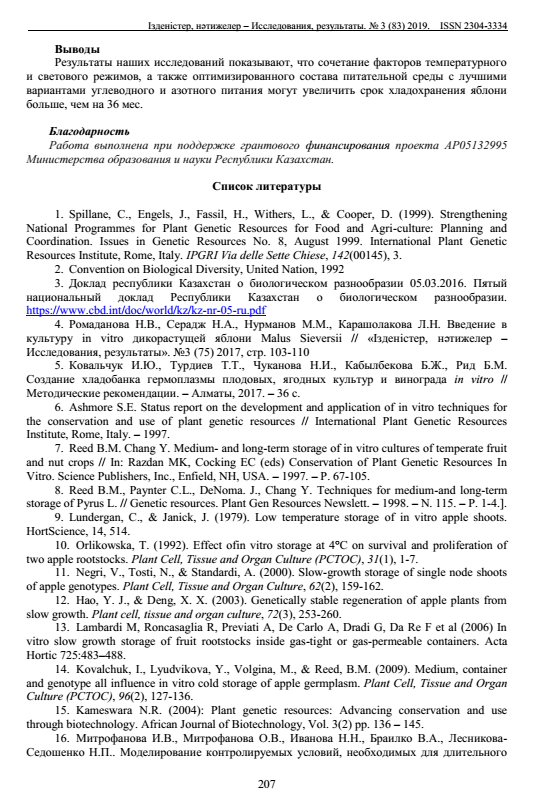 Ізденістер, нәтижелер – Исследования, результаты. № 3 (83) 2019. ISSN 2304-3334
Выводы
Результаты наших исследований показывают, что сочетание факторов температурного
и светового режимов, а также оптимизированного состава питательной среды с лучшими
вариантами углеводного и азотного питания могут увеличить срок хладохранения яблони
больше, чем на 36 мес.
Благодарность
Работа выполнена при поддержке грантового финансирования проекта АР05132995
Министерства образования и науки Республики Казахстан.
Список литературы
1. Spillane, C., Engels, J., Fassil, H., Withers, L., & Cooper, D. (1999). Strengthening
National Programmes for Plant Genetic Resources for Food and Agri-culture: Planning and
Coordination. Issues in Genetic Resources No. 8, August 1999. International Plant Genetic
Resources Institute, Rome, Italy. IPGRI Via delle Sette Chiese, 142(00145), 3.
2. Convention on Biological Diversity, United Nation, 1992
3. Доклад республики Казахстан о биологическом разнообразии 05.03.2016. Пятый
национальный доклад Республики Казахстан о биологическом разнообразии.
https://www.cbd.int/doc/world/kz/kz-nr-05-ru.pdf
4. Ромаданова Н.В., Серадж Н.А., Нурманов М.М., Карашолакова Л.Н. Введение в
культуру in vitro дикорастущей яблони Malus Sieversii // «Ізденістер, нәтижелер –
Исследования, результаты». №3 (75) 2017, стр. 103-110
5. Ковальчук И.Ю., Турдиев Т.Т., Чуканова Н.И., Кабылбекова Б.Ж., Рид Б.М.
Создание хладобанка гермоплазмы плодовых, ягодных культур и винограда in vitro //
Методические рекомендации. – Алматы, 2017. – 36 с.
6. Ashmore S.E. Status report on the development and application of in vitro techniques for
the conservation and use of plant genetic resources // International Plant Genetic Resources
Institute, Rome, Italy. – 1997.
7. Reed B.M. Chang Y. Medium- and long-term storage of in vitro cultures of temperate fruit
and nut crops // In: Razdan MK, Cocking EC (eds) Conservation of Plant Genetic Resources In
Vitro. Science Publishers, Inc., Enfield, NH, USA. – 1997. – P. 67-105.
8. Reed B.M., Paynter C.L., DeNoma. J., Chang Y. Techniques for medium-and long-term
storage of Pyrus L. // Genetic resources. Plant Gen Resources Newslett. – 1998. – N. 115. – P. 1-4.].
9. Lundergan, C., & Janick, J. (1979). Low temperature storage of in vitro apple shoots.
HortScience, 14, 514.
10. Orlikowska, T. (1992). Effect ofin vitro storage at 4°C on survival and proliferation of
two apple rootstocks. Plant Cell, Tissue and Organ Culture (PCTOC), 31(1), 1-7.
11. Negri, V., Tosti, N., & Standardi, A. (2000). Slow-growth storage of single node shoots
of apple genotypes. Plant Cell, Tissue and Organ Culture, 62(2), 159-162.
12. Hao, Y. J., & Deng, X. X. (2003). Genetically stable regeneration of apple plants from
slow growth. Plant cell, tissue and organ culture, 72(3), 253-260.
13. Lambardi M, Roncasaglia R, Previati A, De Carlo A, Dradi G, Da Re F et al (2006) In
vitro slow growth storage of fruit rootstocks inside gas-tight or gas-permeable containers. Acta
Hortic 725:483–488.
14. Kovalchuk, I., Lyudvikova, Y., Volgina, M., & Reed, B.M. (2009). Medium, container
and genotype all influence in vitro cold storage of apple germplasm. Plant Cell, Tissue and Organ
Culture (PCTOC), 96(2), 127-136.
15. Kameswara N.R. (2004): Plant genetic resources: Advancing conservation and use
through biotechnology. African Journal of Biotechnology, Vol. 3(2) pp. 136 – 145.
16. Митрофанова И.В., Митрофанова О.В., Иванова Н.Н., Браилко В.А., Лесникова-
Седошенко Н.П.. Моделирование контролируемых условий, необходимых для длительного
207